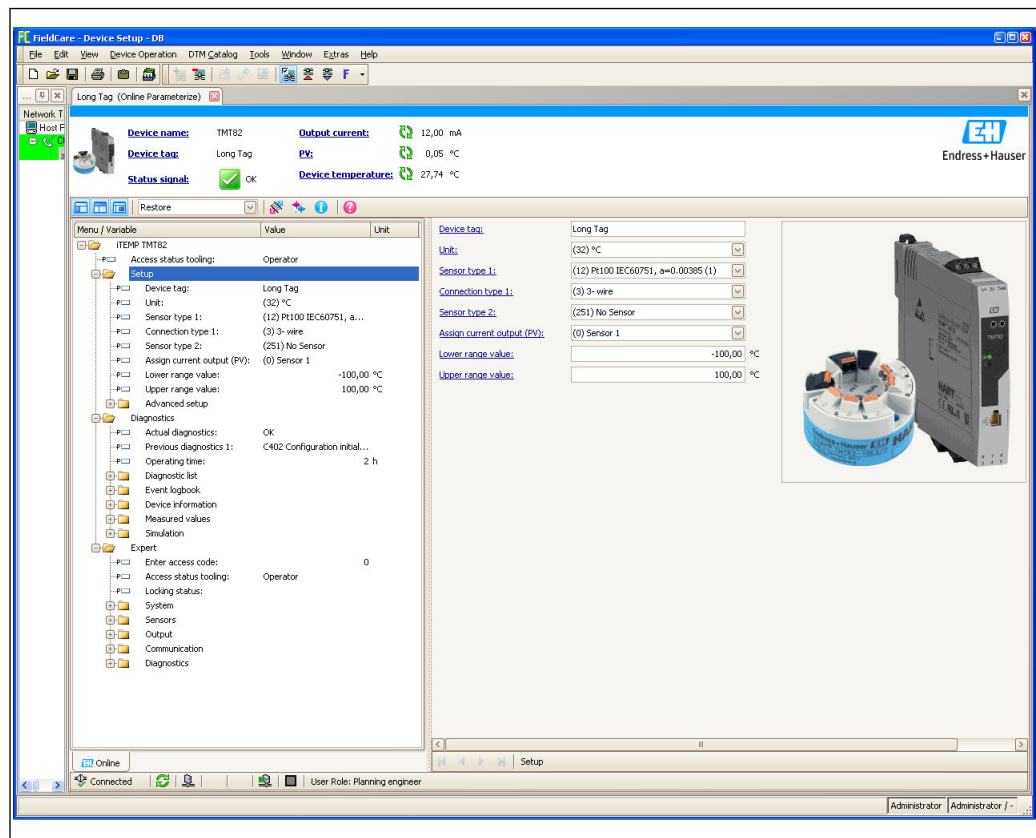 FieldCare - Device Setup - DB
File Edit View Device Operation DTM Catalog Tools Window Extras Help
F
... Long Tag (Online Parameterize)
Network T
Host F
D
Device name: TMT82 Output current: 12,00 mA
Device tag: Long Tag PV: 0,05 °C
Status signal: OK Device temperature: 27,74 °C
EH
Endress+Hauser
Restore
Menu / Variable Value Unit
iTEMP TMT82
Access status tooling: Operator
Setup
Device tag: Long Tag
Unit: (32) °C
Sensor type 1: (12) Pt100 IEC60751, a...
Connection type 1: (3) 3- wire
Sensor type 2: (251) No Sensor
Assign current output (PV): (0) Sensor 1
Lower range value: -100,00 °C
Upper range value: 100,00 °C
Advanced setup
Diagnostics
Actual diagnostics: OK
Previous diagnostics 1: C402 Configuration initial...
Operating time: 2 h
Diagnostic list
Event logbook
Device information
Measured values
Simulation
Expert
Enter access code: 0
Access status tooling: Operator
Locking status:
System
Sensors
Output
Communication
Diagnostics
Device tag: Long Tag
Unit: (32) °C
Sensor type 1: (12) Pt100 IEC60751, a=0.00385 (1)
Connection type 1: (3) 3- wire
Sensor type 2: (251) No Sensor
Assign current output (PV): (0) Sensor 1
Lower range value: -100,00 °C
Upper range value: 100,00 °C
TMT82
HART
Endress+Hauser EH
HART
Online
Setup
Connected User Role: Planning engineer
Administrator Administrator / -